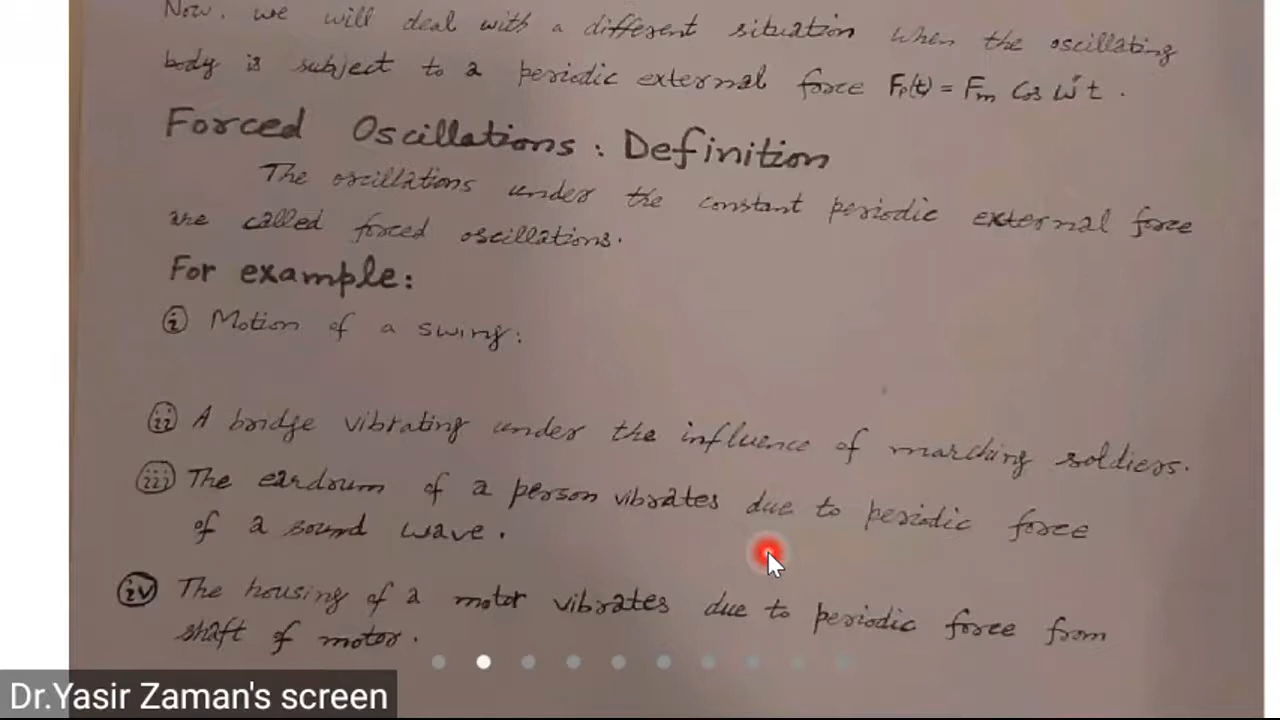 Now, we will deal with a different situation when the oscillating
body is subject to a periodic external force Fₚ(t) = Fₘ Cos ω″t .
Forced Oscillations : Definition
The oscillations under the constant periodic external force
are called forced oscillations.
For example:
(i) Motion of a swing:
(ii) A bridge vibrating under the influence of marching soldiers.
(iii) The eardrum of a person vibrates due to periodic force
of a sound wave.
(iv) The housing of a motor vibrates due to periodic force from
shaft of motor.
Dr.Yasir Zaman's screen